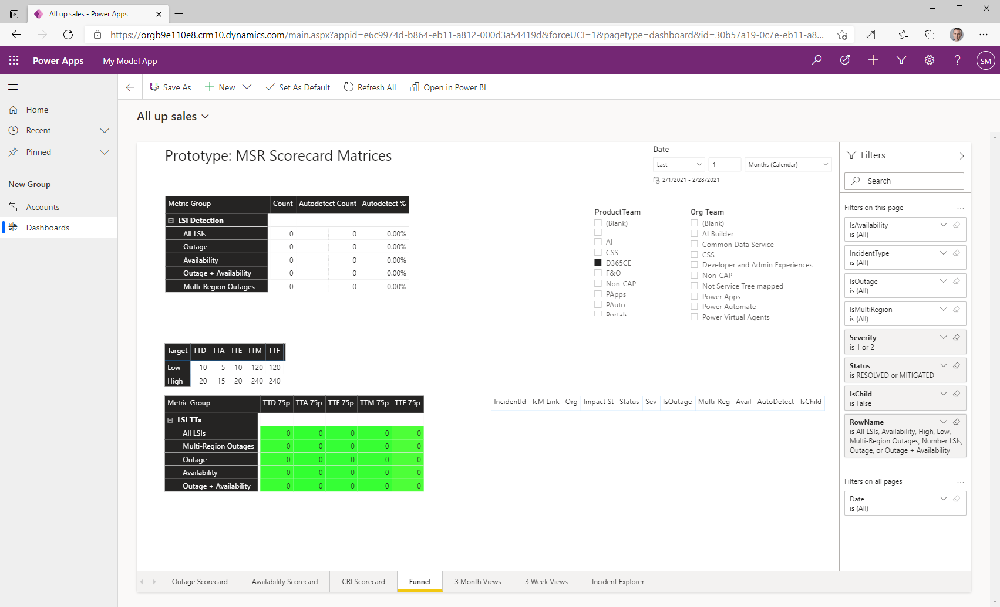 All up sales - Power Apps
https://orgb9e110e8.crm10.dynamics.com/main.aspx?appid=e6c9974d-b864-eb11-a812-000d3a54419d&forceUCI=1&pagetype=dashboard&id=30b57a19-0c7e-eb11-a8...
Power Apps
My Model App
SM
Save As
New
Set As Default
Refresh All
Open in Power BI
Home
Recent
Pinned
New Group
Accounts
Dashboards
All up sales
Prototype: MSR Scorecard Matrices
Date
Last
1
Months (Calendar)
2/1/2021 - 2/28/2021
Metric Group Count Autodetect Count Autodetect %
LSI Detection
All LSIs 0 0 0.00%
Outage 0 0 0.00%
Availability 0 0 0.00%
Outage + Availability 0 0 0.00%
Multi-Region Outages 0 0 0.00%
ProductTeam
(Blank)
AI
CSS
D365CE
F&O
Non-CAP
PApps
PAuto
Portals
Org Team
(Blank)
AI Builder
Common Data Service
CSS
Developer and Admin Experiences
Non-CAP
Not Service Tree mapped
Power Apps
Power Automate
Power Virtual Agents
Target TTD TTA TTE TTM TTF
Low 10 5 10 120 120
High 20 15 20 240 240
Metric Group TTD 75p TTA 75p TTE 75p TTM 75p TTF 75p
LSI TTx
All LSIs 0 0 0 0 0
Multi-Region Outages 0 0 0 0 0
Outage 0 0 0 0 0
Availability 0 0 0 0 0
Outage + Availability 0 0 0 0 0
IncidentId IcM Link Org Impact St Status Sev IsOutage Multi-Reg Avail AutoDetect IsChild
Filters
Search
Filters on this page
IsAvailability
is (All)
IncidentType
is (All)
IsOutage
is (All)
IsMultiRegion
is (All)
Severity
is 1 or 2
Status
is RESOLVED or MITIGATED
IsChild
is False
RowName
is All LSIs, Availability, High, Low,
Multi-Region Outages, Number LSIs,
Outage, or Outage + Availability
Filters on all pages
Date
is (All)
Outage Scorecard
Availability Scorecard
CRI Scorecard
Funnel
3 Month Views
3 Week Views
Incident Explorer